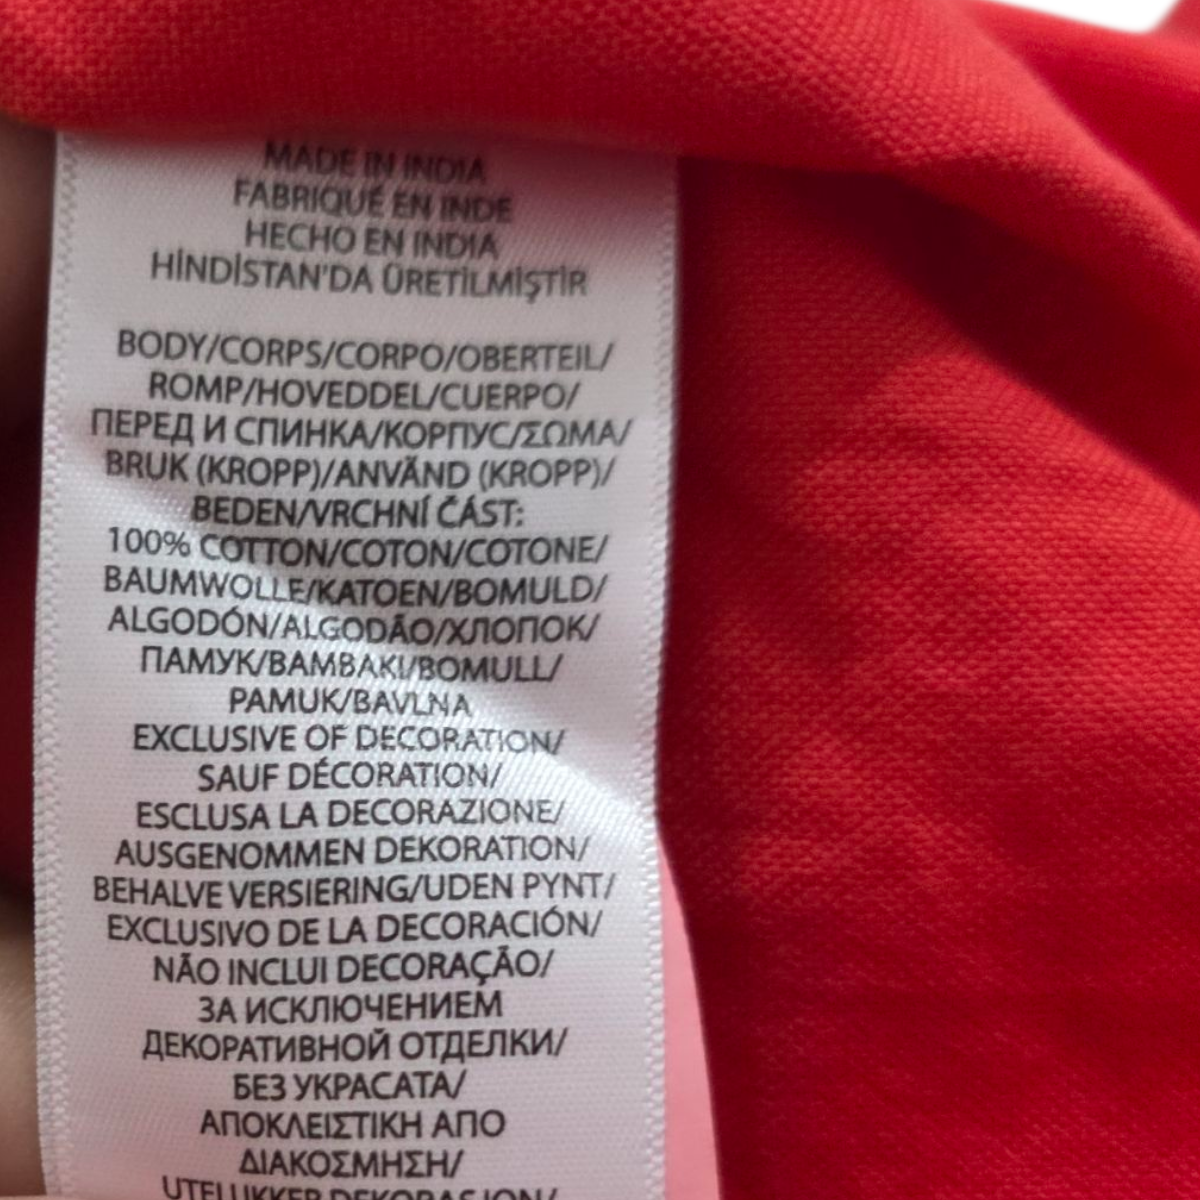 MADE IN INDIA
FABRIQUÉ EN INDE
HECHO EN INDIA
HİNDİSTAN'DA ÜRETİLMİŞTİR
BODY/CORPS/CORPO/OBERTEIL/
ROMP/HOVEDDEL/CUERPO/
ПЕРЕД И СПИНКА/КОРПУС/ΣΩΜΑ/
BRUK (KROPP)/ANVÃND (KROPP)/
BEDEN/VRCHNÍ ČÁST:
100% COTTON/COTON/COTONE/
BAUMWOLLE/KATOEN/BOMULD/
ALGODÓN/ALGODÃO/ХЛОПОК/
ПАМУК/ΒΑΜΒΑΚΙ/BOMULL/
PAMUK/BAVLNA
EXCLUSIVE OF DECORATION/
SAUF DÉCORATION/
ESCLUSA LA DECORAZIONE/
AUSGENOMMEN DEKORATION/
BEHALVE VERSIERING/UDEN PYNT/
EXCLUSIVO DE LA DECORACIÓN/
NÃO INCLUI DECORAÇÃO/
ЗА ИСКЛЮЧЕНИЕМ
ДЕКОРАТИВНОЙ ОТДЕЛКИ/
БЕЗ УКРАСАТА/
ΑΠΟΚΛΕΙΣΤΙΚΗ ΑΠΟ
ΔΙΑΚΟΣΜΗΣΗ/
UTELUKKER DEKORASJON/